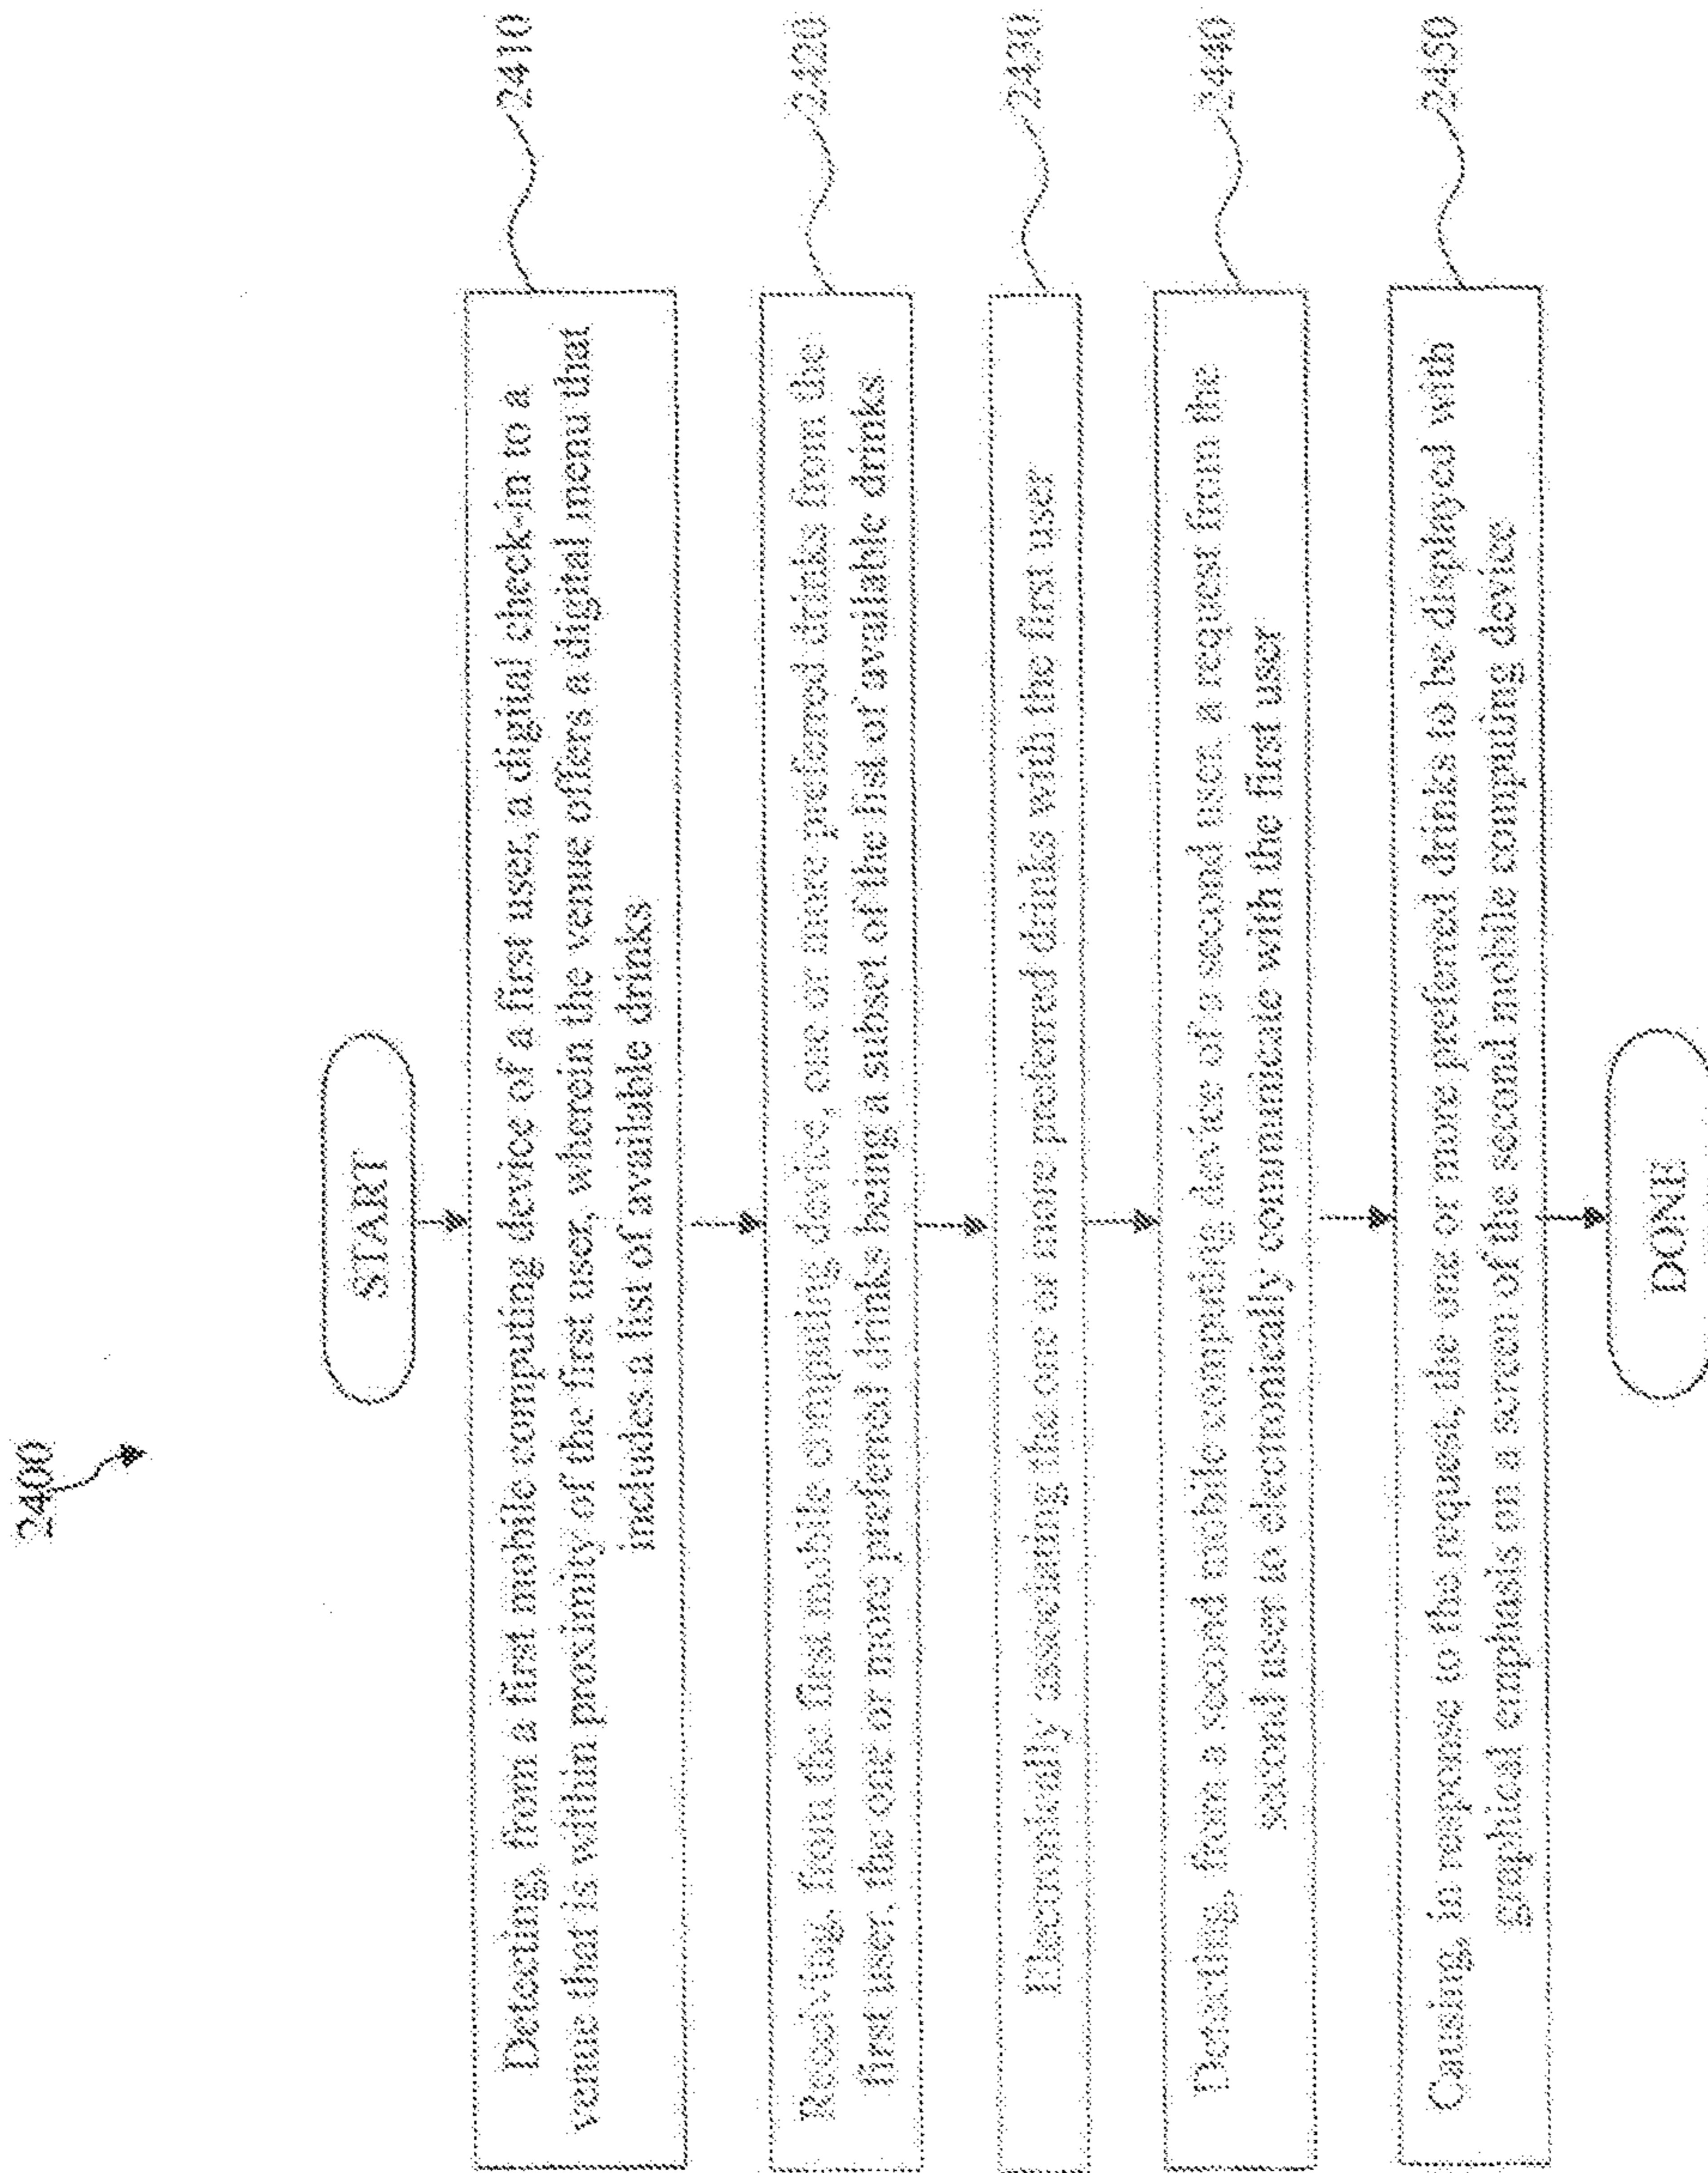 2400
START
Detecting, from a first mobile computing device of a first user, a digital check-in to a
venue that is within proximity of the first user, wherein the venue offers a digital menu that
includes a list of available drinks
2410
Receiving, from the first mobile computing device, one or more preferred drinks from the
first user, the one or more preferred drinks being a subset of the list of available drinks
2420
Electronically associating the one or more preferred drinks with the first user
2430
Detecting, from a second mobile computing device of a second user, a request from the
second user to electronically communicate with the first user
2440
Causing, in response to the request, the one or more preferred drinks to be displayed with
graphical emphasis on a screen of the second mobile computing device
2450
DONE